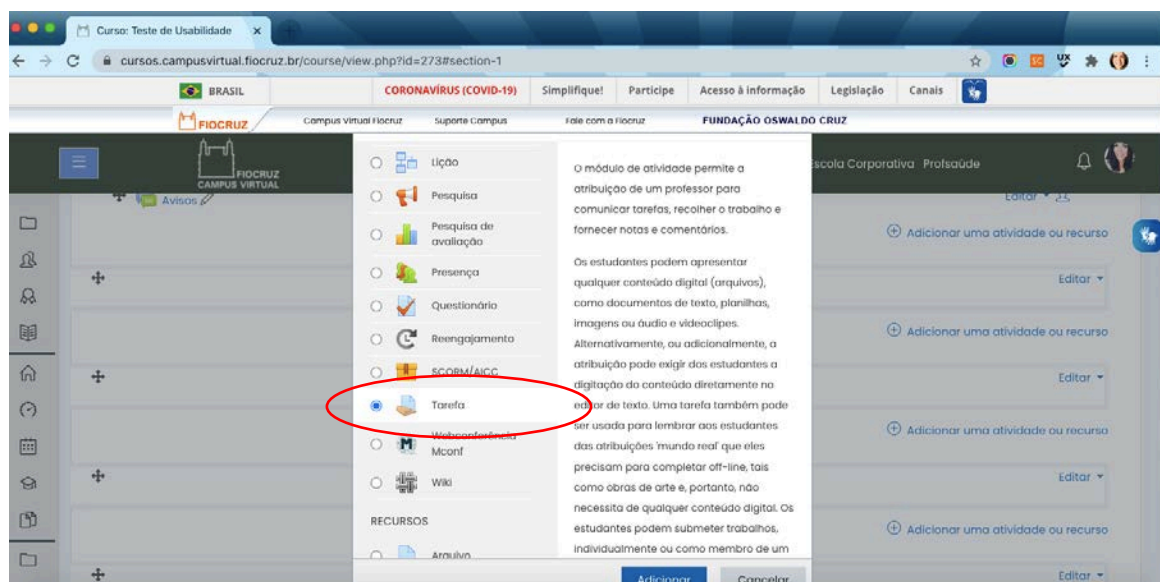 Curso: Teste de Usabilidade
cursos.campusvirtual.fiocruz.br/course/view.php?id=273#section-1
BRASIL
CORONAVÍRUS (COVID-19)
Simplifique!
Participe
Acesso à informação
Legislação
Canais
FIOCRUZ
Campus Virtual Fiocruz
Suporte Campus
Fale com a Fiocruz
FUNDAÇÃO OSWALDO CRUZ
FIOCRUZ
CAMPUS VIRTUAL
Escola Corporativa
Profsaúde
Avisos
Editar
Adicionar uma atividade ou recurso
Editar
Adicionar uma atividade ou recurso
Editar
Adicionar uma atividade ou recurso
Editar
Adicionar uma atividade ou recurso
Editar
Lição
Pesquisa
Pesquisa de
avaliação
Presença
Questionário
Reengajamento
SCORM/AICC
Tarefa
Webconferência
Mconf
Wiki
RECURSOS
Arquivo
O módulo de atividade permite a
atribuição de um professor para
comunicar tarefas, recolher o trabalho e
fornecer notas e comentários.
Os estudantes podem apresentar
qualquer conteúdo digital (arquivos),
como documentos de texto, planilhas,
imagens ou áudio e videoclipes.
Alternativamente, ou adicionalmente, a
atribuição pode exigir dos estudantes a
digitação do conteúdo diretamente no
editor de texto. Uma tarefa também pode
ser usada para lembrar aos estudantes
das atribuições 'mundo real' que eles
precisam para completar off-line, tais
como obras de arte e, portanto, não
necessita de qualquer conteúdo digital. Os
estudantes podem submeter trabalhos,
individualmente ou como membro de um
Adicionar
Cancelar